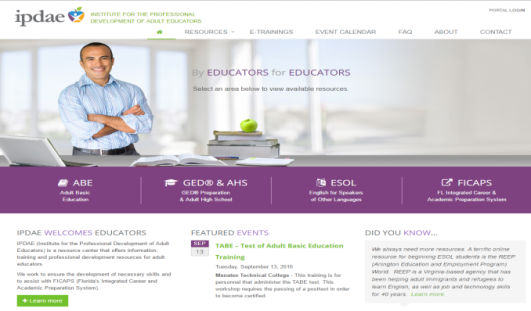 ipdae
INSTITUTE FOR THE PROFESSIONAL
DEVELOPMENT OF ADULT EDUCATORS
PORTAL LOGIN
RESOURCES
E-TRAININGS
EVENT CALENDAR
FAQ
ABOUT
CONTACT
By EDUCATORS for EDUCATORS
Select an area below to view available resources
ABE
Adult Basic
Education
GED® & AHS
GED® Preparation
& Adult High School
ESOL
English for Speakers
of Other Languages
FICAPS
FL Integrated Career &
Academic Preparation System
IPDAE WELCOMES EDUCATORS
IPDAE (Institute for the Professional Development of Adult
Educators) is a resource center that offers information,
training and professional development resources for adult
educators
We work to ensure the development of necessary skills and
to assist with FICAPS (Florida's Integrated Career and
Academic Preparation System).
+ Learn more
FEATURED EVENTS
SEP
13
TABE – Test of Adult Basic Education
Training
Tuesday, September 13, 2016
Manatee Technical College - This training is for
personnel that administer the TABE test. This
workshop requires the passing of a posttest in order
to become certified
DID YOU KNOW...
We always need more resources. A terrific online
resource for beginning ESOL students is the REEP
(Arlington Education and Employment Program)
World. REEP is a Virginia-based agency that has
been helping adult immigrants and refugees to
learn English, as well as job and technology skills
for 40 years. Learn more.